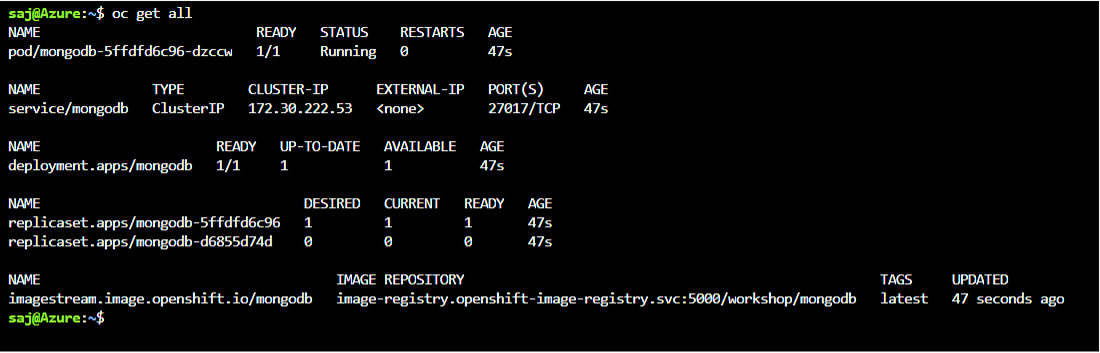 saj@Azure:~$ oc get all
NAME READY STATUS RESTARTS AGE
pod/mongodb-5ffdfd6c96-dzccw 1/1 Running 0 47s
NAME TYPE CLUSTER-IP EXTERNAL-IP PORT(S) AGE
service/mongodb ClusterIP 172.30.222.53 <none> 27017/TCP 47s
NAME READY UP-TO-DATE AVAILABLE AGE
deployment.apps/mongodb 1/1 1 1 47s
NAME DESIRED CURRENT READY AGE
replicaset.apps/mongodb-5ffdfd6c96 1 1 1 47s
replicaset.apps/mongodb-d6855d74d 0 0 0 47s
NAME IMAGE REPOSITORY TAGS UPDATED
imagestream.image.openshift.io/mongodb image-registry.openshift-image-registry.svc:5000/workshop/mongodb latest 47 seconds ago
saj@Azure:~$